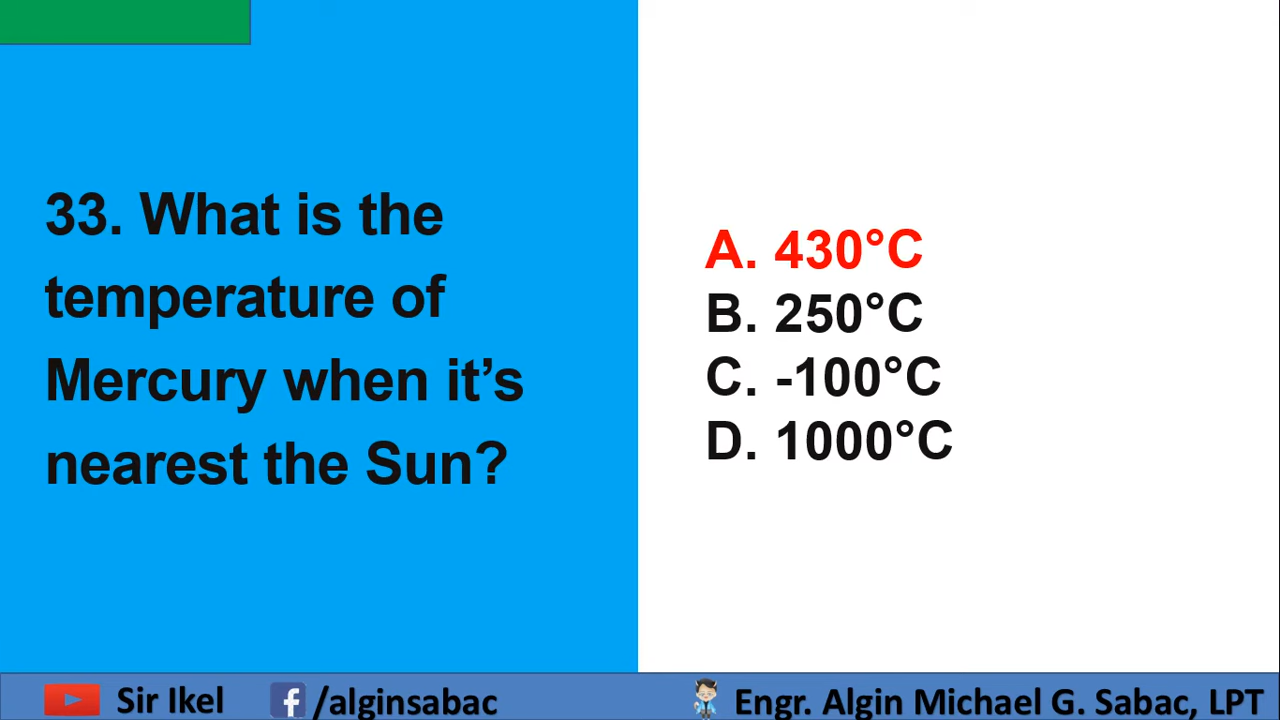 33. What is the
temperature of
Mercury when it’s
nearest the Sun?
A. 430°C
B. 250°C
C. -100°C
D. 1000°C
Sir Ikel
/alginsabac
Engr. Algin Michael G. Sabac, LPT